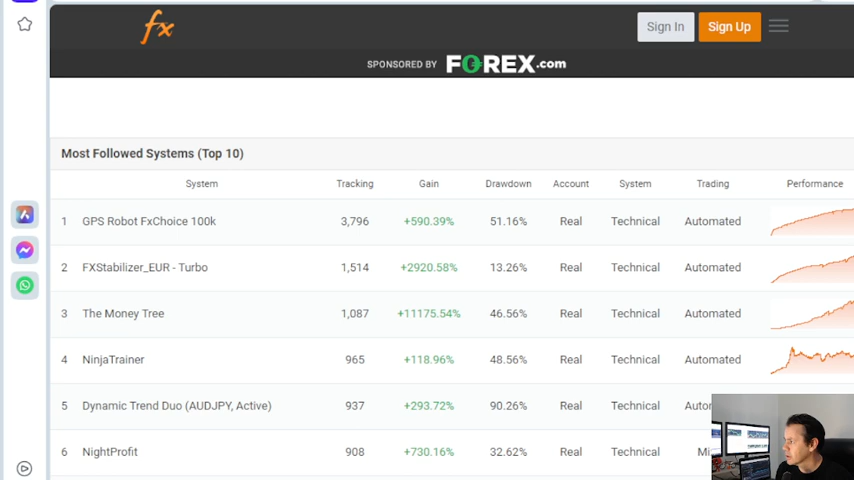 fx
Sign In
Sign Up
SPONSORED BY FOREX.com
Most Followed Systems (Top 10)
System Tracking Gain Drawdown Account System Trading Performance
1 GPS Robot FxChoice 100k 3,796 +590.39% 51.16% Real Technical Automated
2 FXStabilizer_EUR - Turbo 1,514 +2920.58% 13.26% Real Technical Automated
3 The Money Tree 1,087 +11175.54% 46.56% Real Technical Automated
4 NinjaTrainer 965 +118.96% 48.56% Real Technical Automated
5 Dynamic Trend Duo (AUDJPY, Active) 937 +293.72% 90.26% Real Technical
6 NightProfit 908 +730.16% 32.62% Real Technical